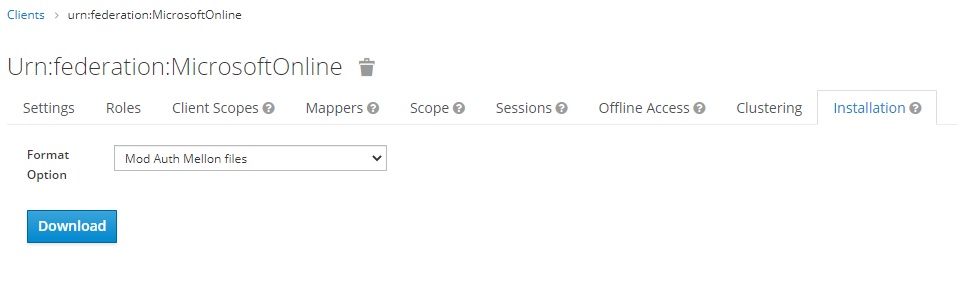 Clients > urn:federation:MicrosoftOnline
Urn:federation:MicrosoftOnline
Settings Roles Client Scopes ? Mappers ? Scope ? Sessions ? Offline Access ? Clustering Installation ?
Format
Option
Mod Auth Mellon files
Download